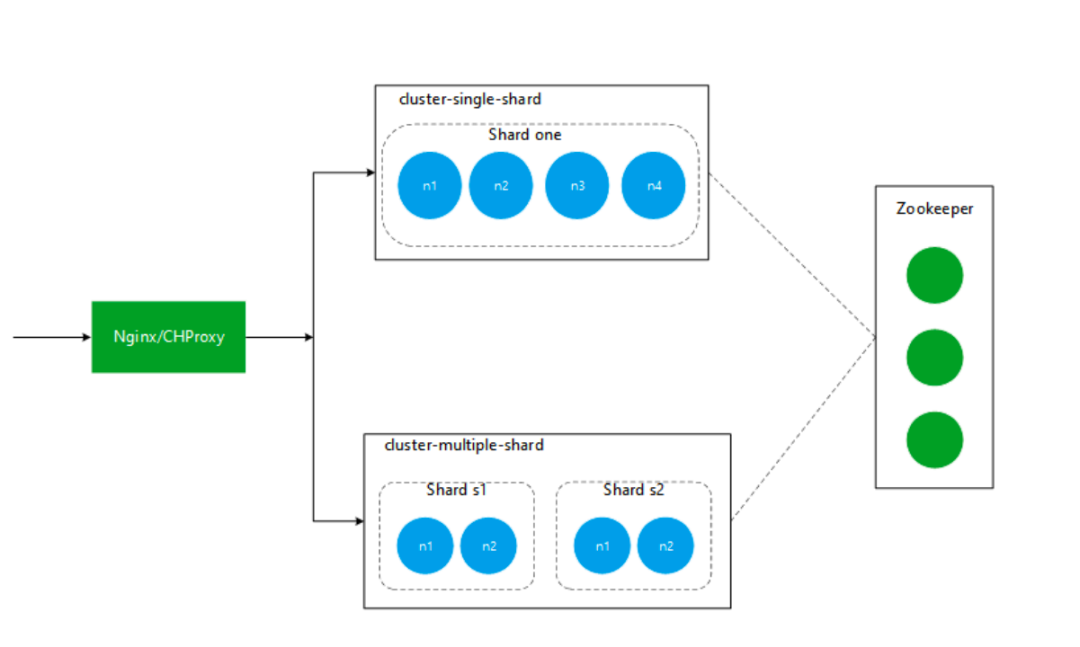 cluster-single-shard
Shard one
n1 n2 n3 n4
Zookeeper
Nginx/CHProxy
cluster-multiple-shard
Shard s1 Shard s2
n1 n2 n1 n2